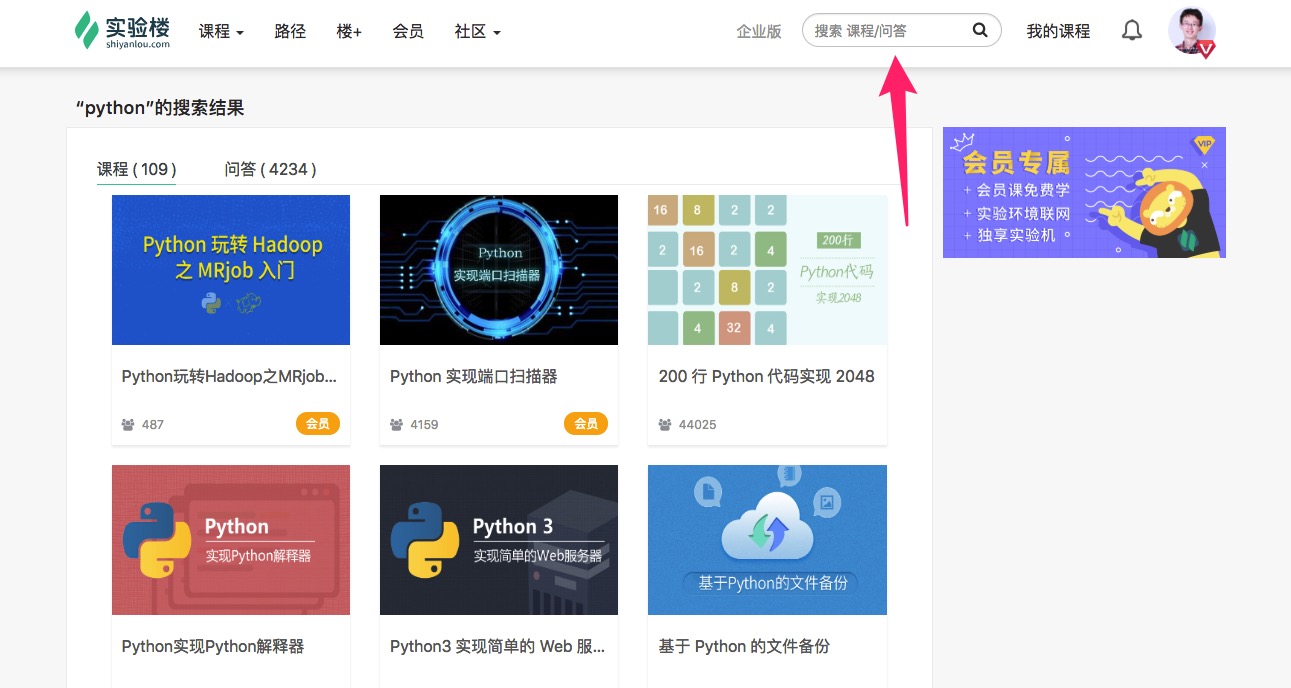 实验楼
shiyanlou.com
课程 路径 楼+ 会员 社区 企业版 搜索 课程/问答 我的课程
“python”的搜索结果
课程 ( 109 ) 问答 ( 4234 )
Python 玩转 Hadoop
之 MRjob 入门
Python
实现端口扫描器
16 8 2 2
2 16 2 4
2 8 2
4 32 4
200行
Python代码
实现2048
Python玩转Hadoop之MRjob...
Python 实现端口扫描器
200 行 Python 代码实现 2048
487 会员
4159 会员
44025
Python
实现Python解释器
Python 3
实现简单的Web服务器
基于Python的文件备份
Python实现Python解释器
Python3 实现简单的 Web 服...
基于 Python 的文件备份
会员专属
VIP
+ 会员课免费学
+ 实验环境联网
+ 独享实验机
V